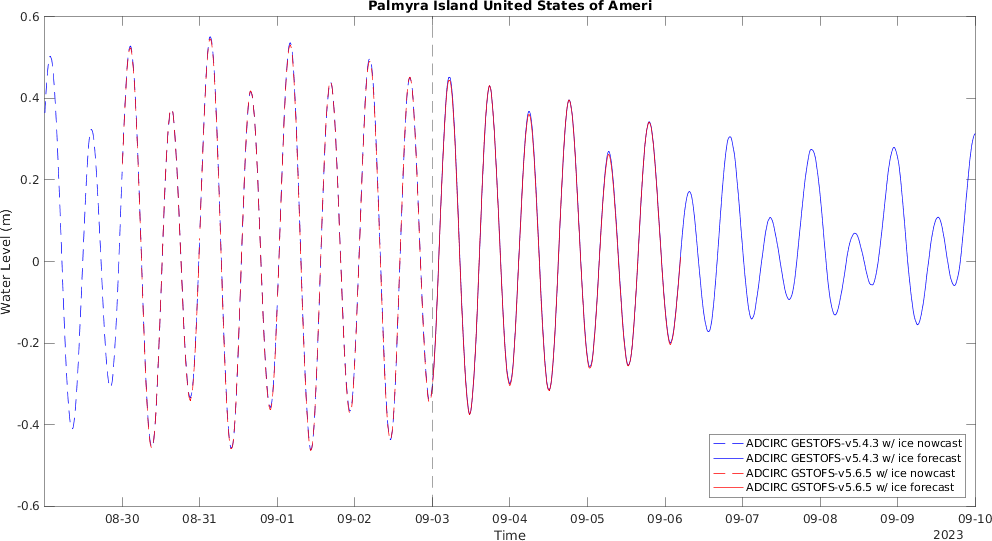 Palmyra Island United States of Ameri
Water Level (m)
0.6
0.4
0.2
0
-0.2
-0.4
-0.6
ADCIRC GESTOFS-v5.4.3 w/ ice nowcast
ADCIRC GESTOFS-v5.4.3 w/ ice forecast
ADCIRC GSTOFS-v5.6.5 w/ ice nowcast
ADCIRC GSTOFS-v5.6.5 w/ ice forecast
08-30 08-31 09-01 09-02 09-03 09-04 09-05 09-06 09-07 09-08 09-09 09-10
Time
2023